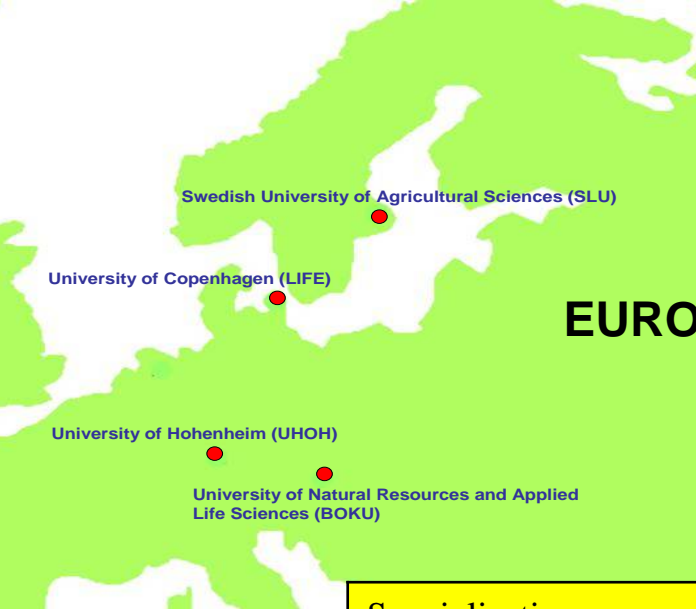 Swedish University of Agricultural Sciences (SLU)
University of Copenhagen (LIFE)
EURO
University of Hohenheim (UHOH)
University of Natural Resources and Applied
Life Sciences (BOKU)